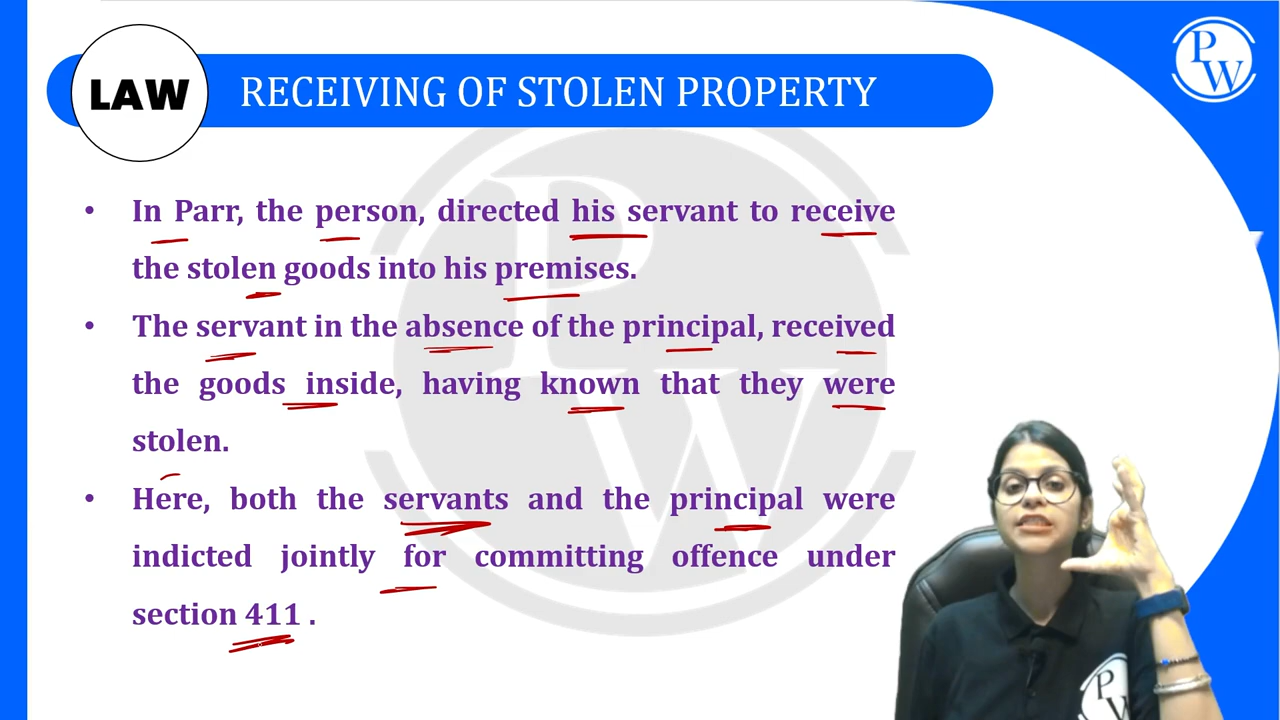 LAW
RECEIVING OF STOLEN PROPERTY
PW
• In Parr, the person, directed his servant to receive
the stolen goods into his premises.
• The servant in the absence of the principal, received
the goods inside, having known that they were
stolen.
• Here, both the servants and the principal were
indicted jointly for committing offence under
section 411 .
PW
PW